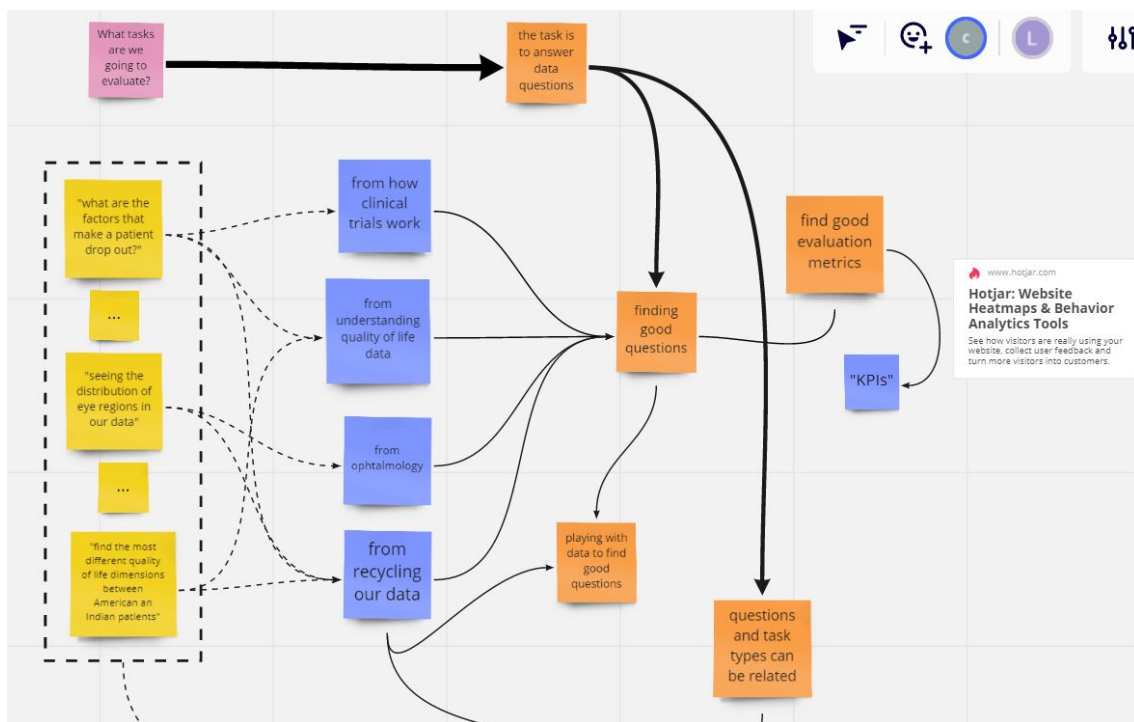 What tasks
are we
going to
evaluate?
the task is
to answer
data
questions
C
L
"what are the
factors that
make a patient
drop out?"
...
"seeing the
distribution of
eye regions in
our data"
...
"find the most
different quality
of life dimensions
between
American an
Indian patients"
from how
clinical
trials work
from
understanding
quality of life
data
from
ophtalmology
from
recycling
our data
finding
good
questions
playing with
data to find
good
questions
find good
evaluation
metrics
"KPIs"
questions
and task
types can
be related
www.hotjar.com
Hotjar: Website
Heatmaps & Behavior
Analytics Tools
See how visitors are really using your
website, collect user feedback and
turn more visitors into customers.